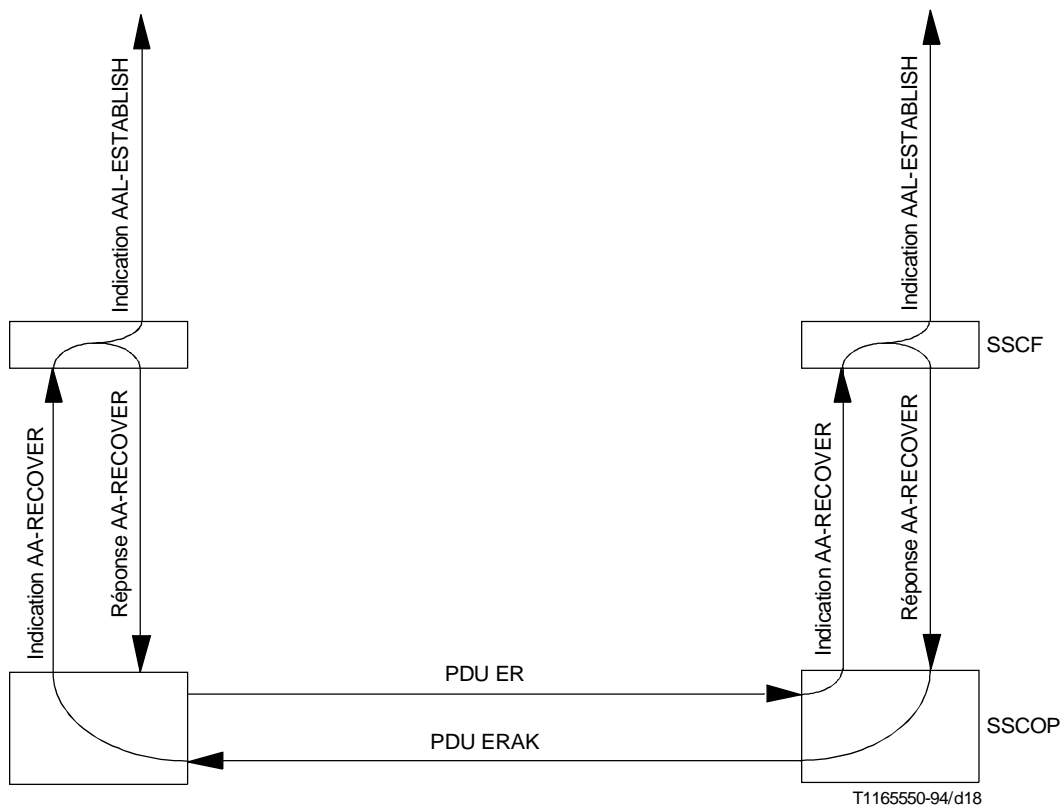 Indication AAL-ESTABLISH
Indication AAL-ESTABLISH
SSCF
Indication AA-RECOVER
Réponse AA-RECOVER
Indication AA-RECOVER
Réponse AA-RECOVER
PDU ER
PDU ERAK
SSCOP
T1165550-94/d18